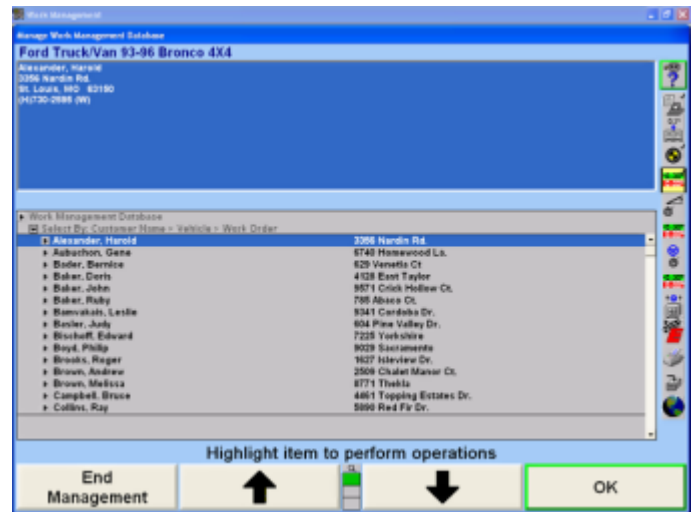 Work Management
Manage Work Management Database
Ford Truck/Van 93-96 Bronco 4X4
Alexander, Harold
3356 Nardin Rd.
St. Louis, MO 63150
(H)730-2595 (W)
Work Management Database
Select By: Customer Name > Vehicle > Work Order
Alexander, Harold 3356 Nardin Rd.
Aubuchon, Gene 6740 Homewood Ln.
Bader, Bernice 629 Venetis Ct
Baker, Doris 4128 East Taylor
Baker, John 9571 Crick Hollow Ct.
Baker, Ruby 785 Abaco Ct.
Bamvakais, Leslie 9341 Cordoba Dr.
Basler, Judy 604 Pine Valley Dr.
Bischoff, Edward 7225 Yorkshire
Boyd, Philip 9029 Sacramento
Brooks, Roger 1627 Isleview Dr.
Brown, Andrew 2509 Chalet Manor Ct.
Brown, Melissa 8771 Thekla
Campbell, Bruce 4461 Topping Estates Dr.
Collins, Ray 5890 Red Fir Dr.
Highlight item to perform operations
End
Management
OK